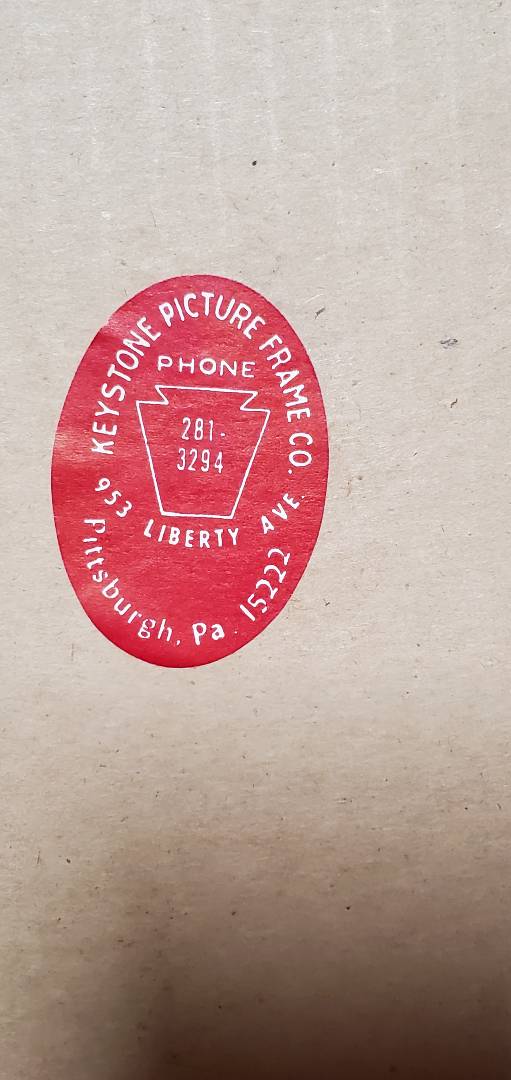 KEYSTONE PICTURE FRAME CO.
PHONE
281-
3294
953 LIBERTY AVE.
Pittsburgh, Pa. 15222